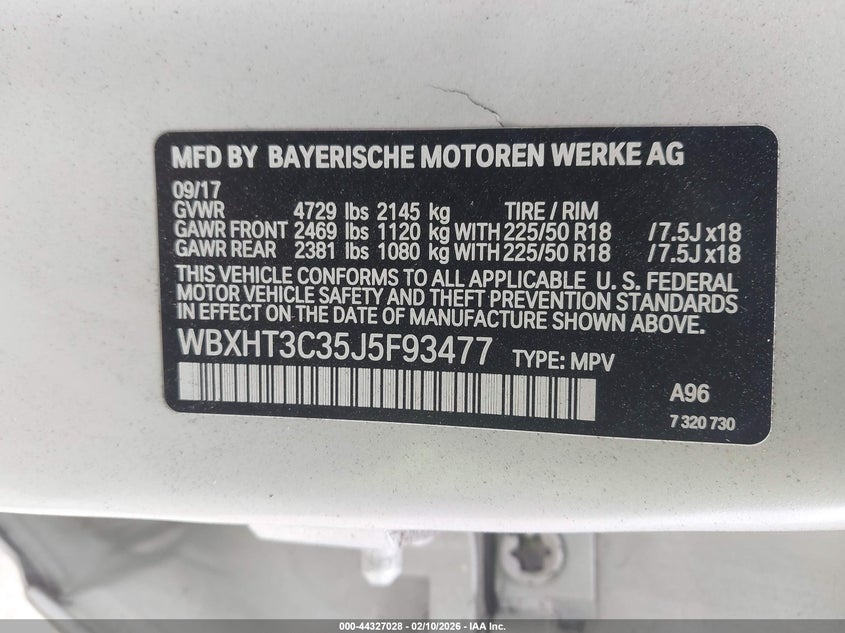 MFD BY BAYERISCHE MOTOREN WERKE AG
09/17
GVWR 4729 lbs 2145 kg TIRE / RIM
GAWR FRONT 2469 lbs 1120 kg WITH 225/50 R18 / 7.5J x18
GAWR REAR 2381 lbs 1080 kg WITH 225/50 R18 / 7.5J x18
THIS VEHICLE CONFORMS TO ALL APPLICABLE U. S. FEDERAL
MOTOR VEHICLE SAFETY AND THEFT PREVENTION STANDARDS
IN EFFECT ON THE DATE OF MANUFACTURE SHOWN ABOVE.
WBXHT3C35J5F93477 TYPE: MPV
A96
7 320 730
000-44327028 - 02/10/2026 - IAA Inc.